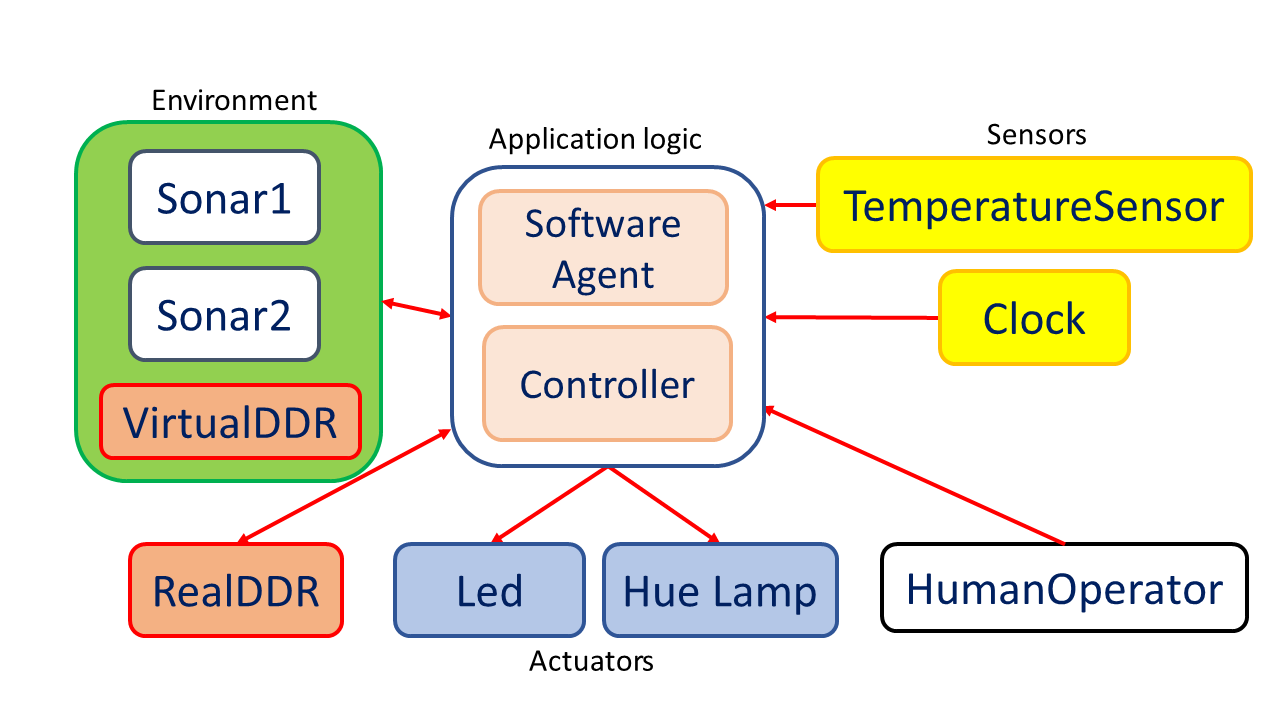 Environment
Sonar1
Sonar2
VirtualDDR
Application logic
Software
Agent
Controller
Sensors
TemperatureSensor
Clock
RealDDR
Led
Hue Lamp
Actuators
HumanOperator